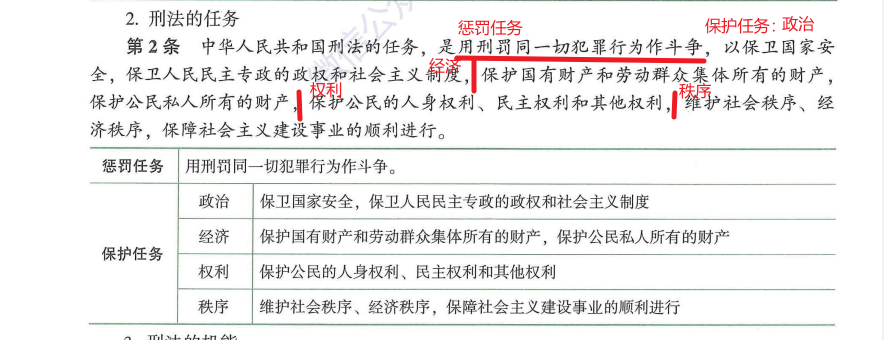 2. 刑法的任务
惩罚任务
保护任务：政治
第2条 中华人民共和国刑法的任务，是用刑罚同一切犯罪行为作斗争，以保卫国家安
全，保卫人民民主专政的政权和社会主义制度，保护国有财产和劳动群众集体所有的财产，
经济
保护公民私人所有的财产，保护公民的人身权利、民主权利和其他权利，维护社会秩序、经
权利
秩序
济秩序，保障社会主义建设事业的顺利进行。
惩罚任务 用刑罚同一切犯罪行为作斗争。
保护任务
政治 保卫国家安全，保卫人民民主专政的政权和社会主义制度
经济 保护国有财产和劳动群众集体所有的财产，保护公民私人所有的财产
权利 保护公民的人身权利、民主权利和其他权利
秩序 维护社会秩序、经济秩序，保障社会主义建设事业的顺利进行